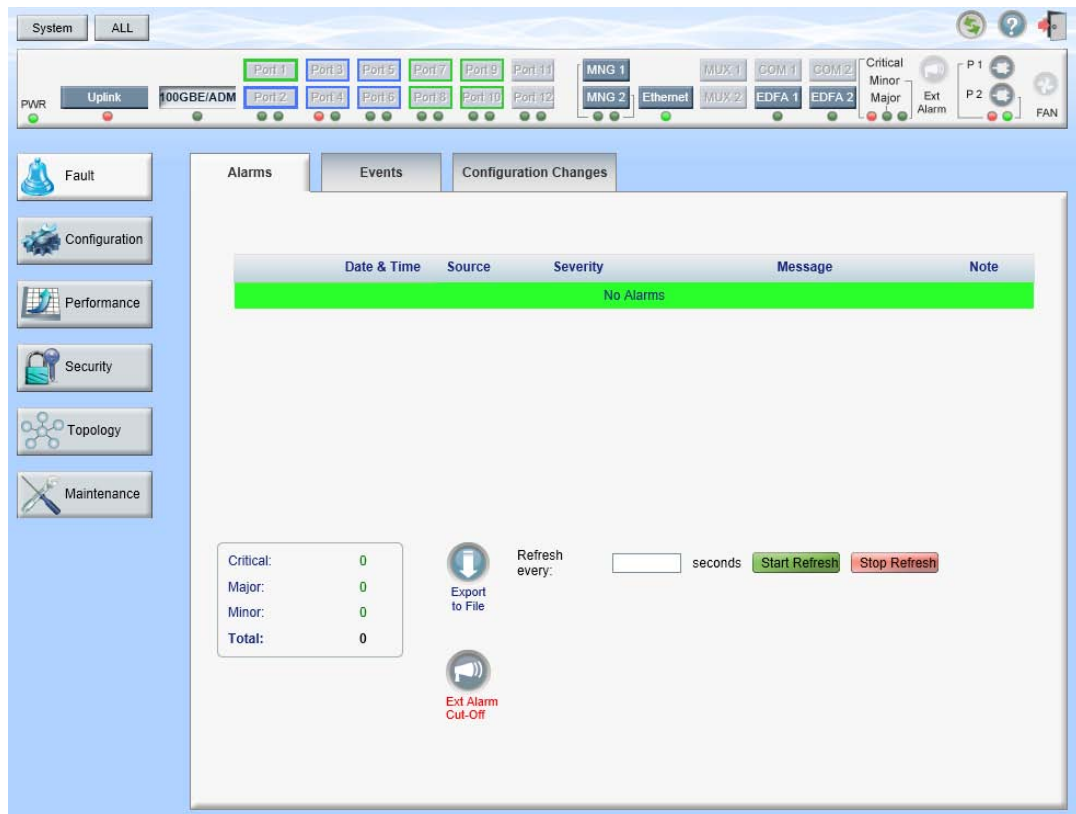 System ALL
Port 1 Port 3 Port 5 Port 7 Port 9 Port 11 MNG 1 MUX 1 COM 1 COM 2 Critical P 1
Minor
PWR Uplink 100GBE/ADM Port 2 Port 4 Port 6 Port 8 Port 10 Port 12 MNG 2 Ethernet MUX 2 EDFA 1 EDFA 2 Major Ext Alarm P 2 FAN
Fault
Configuration
Performance
Security
Topology
Maintenance
Alarms Events Configuration Changes
Date & Time Source Severity Message Note
No Alarms
Critical: 0
Major: 0
Minor: 0
Total: 0
Export
to File
Ext Alarm
Cut-Off
Refresh
every: seconds Start Refresh Stop Refresh